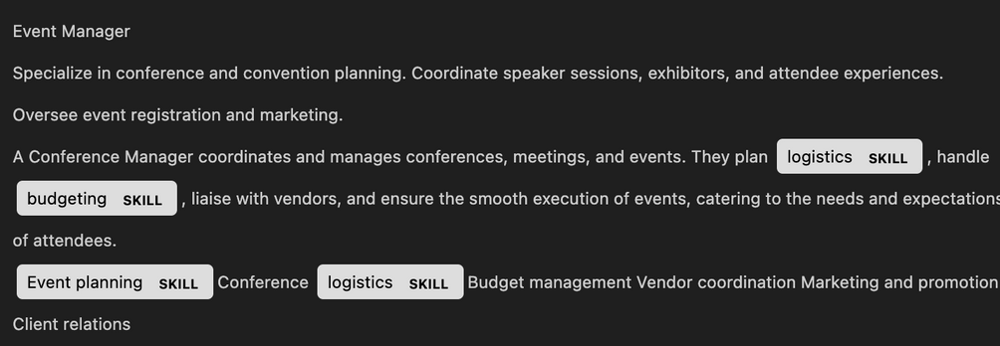 Event Manager
Specialize in conference and convention planning. Coordinate speaker sessions, exhibitors, and attendee experiences.
Oversee event registration and marketing.
A Conference Manager coordinates and manages conferences, meetings, and events. They plan logistics SKILL , handle
budgeting SKILL , liaise with vendors, and ensure the smooth execution of events, catering to the needs and expectations
of attendees.
Event planning SKILL Conference logistics SKILL Budget management Vendor coordination Marketing and promotion
Client relations